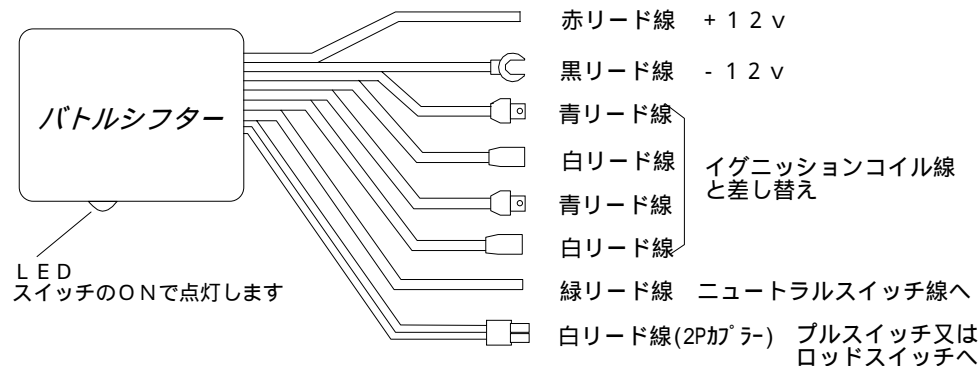 赤リード線 +12v
黒リード線 -12v
バトルシフター
青リード線
白リード線
イグニッションコイル線
と差し替え
青リード線
白リード線
LED
スイッチのONで点灯します
緑リード線 ニュートラルスイッチ線へ
白リード線(2Pｶﾌﾟﾗｰ) プルスイッチ又は
ロッドスイッチへ